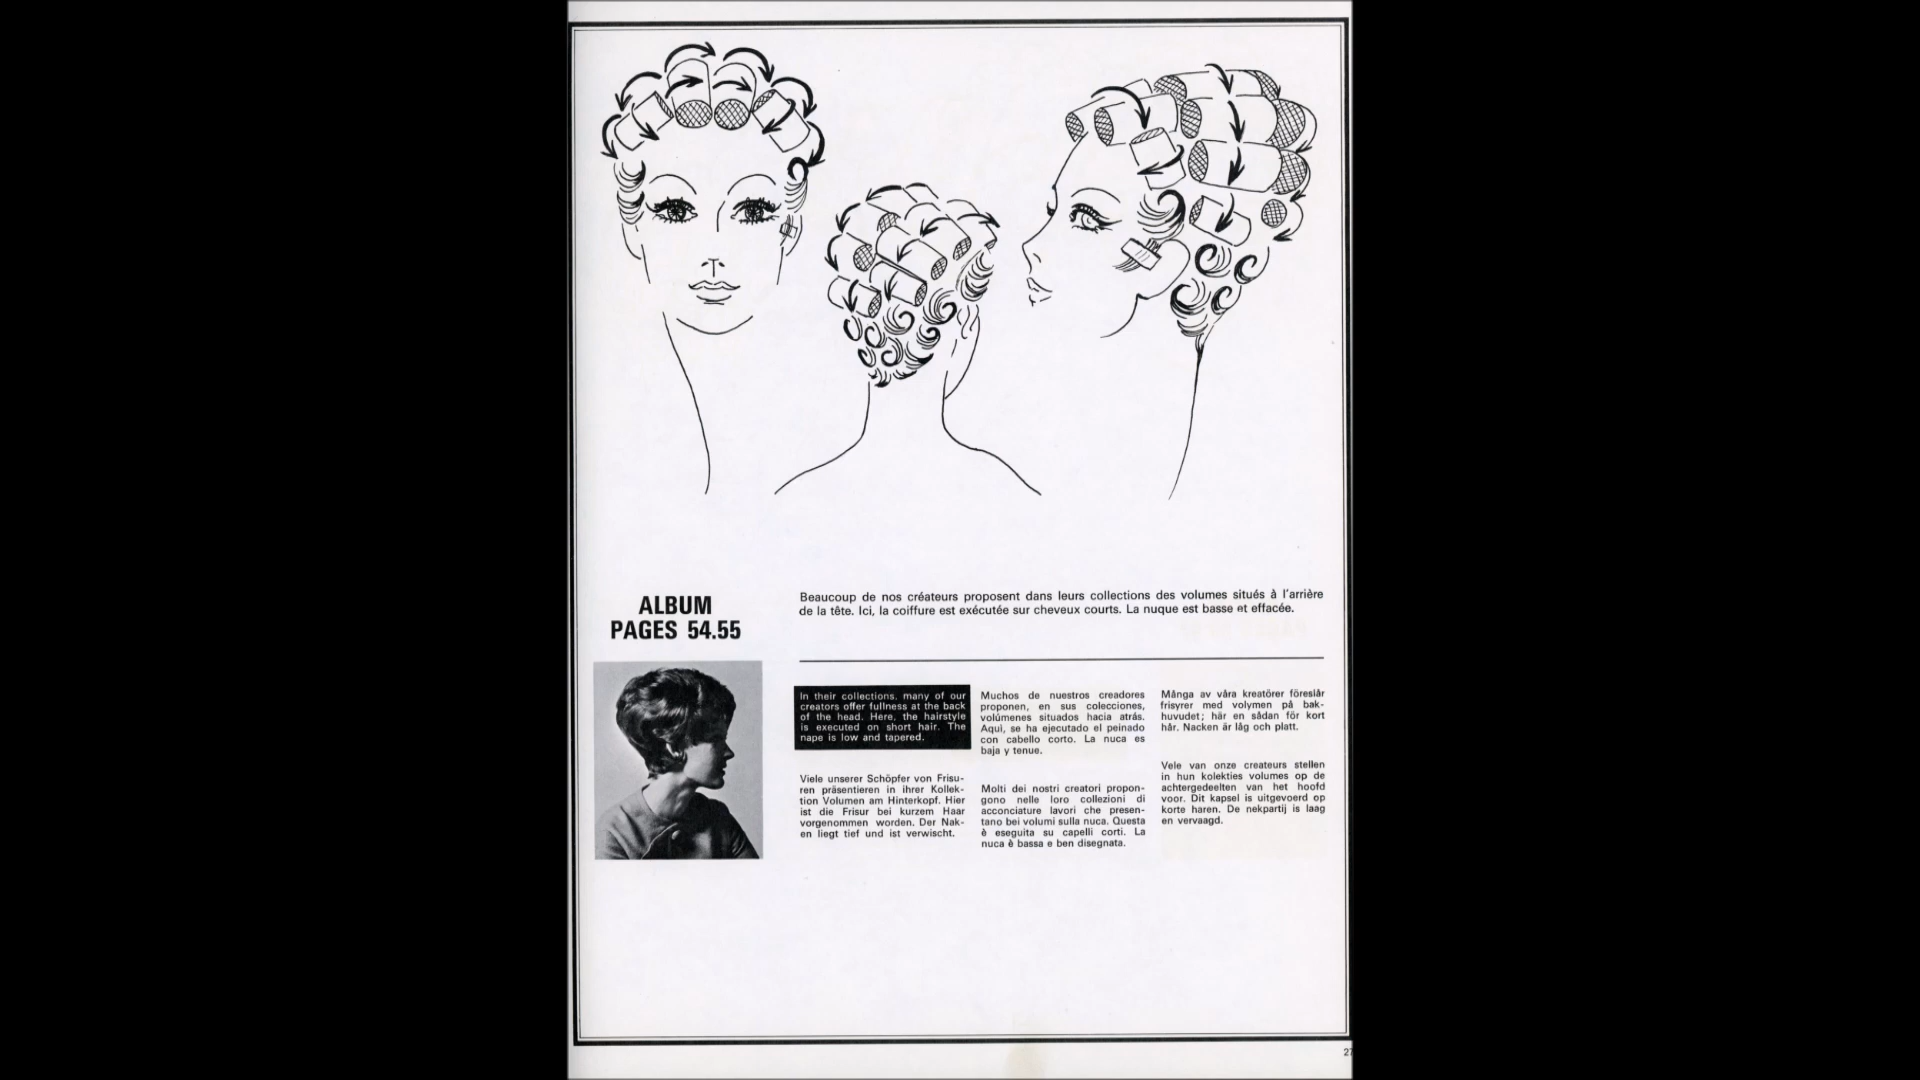 ALBUM
PAGES 54.55
Beaucoup de nos créateurs proposent dans leurs collections des volumes situés à l'arrière
de la tête. Ici, la coiffure est exécutée sur cheveux courts. La nuque est basse et effacée.
In their collections, many of our
creators offer fullness at the back
of the head. Here, the hairstyle
is executed on short hair. The
nape is low and tapered.
Viele unserer Schöpfer von Frisu-
ren präsentieren in ihrer Kollek-
tion Volumen am Hinterkopf. Hier
ist die Frisur bei kurzem Haar
vorgenommen worden. Der Nak-
en liegt tief und ist verwischt.
Muchos de nuestros creadores
proponen, en sus colecciones,
volúmenes situados hacia atrás.
Aqui, se ha ejecutado el peinado
con cabello corto. La nuca es
baja y tenue.
Molti dei nostri creatori propon-
gono nelle loro collezioni di
acconciature lavori che presen-
tano bei volumi sulla nuca. Questa
è eseguita su capelli corti. La
nuca è bassa e ben disegnata.
Många av våra kreatörer föreslår
frisyrer med volymen på bak-
huvudet; här en sådan för kort
hår. Nacken är låg och platt.
Vele van onze createurs stellen
in hun kolekties volumes op de
achtergedeelten van het hoofd
voor. Dit kapsel is uitgevoerd op
korte haren. De nekpartij is laag
en vervaagd.
27